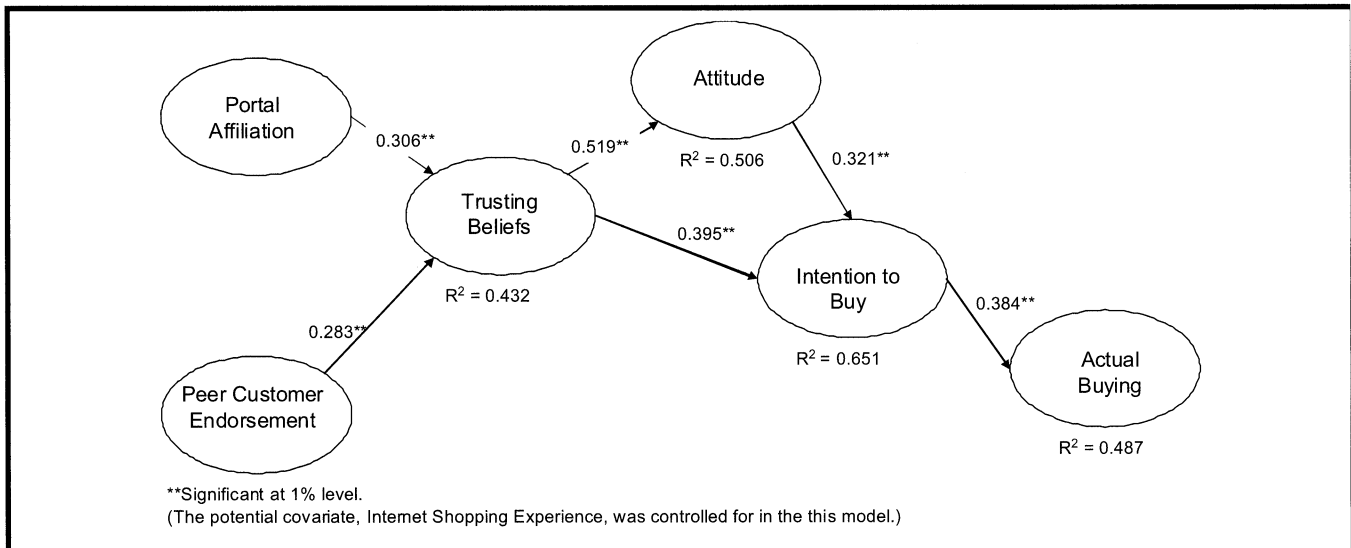 Portal
Affiliation
0.306**
Peer Customer
Endorsement
0.283**
Trusting
Beliefs
R² = 0.432
0.519**
Attitude
R² = 0.506
0.321**
0.395**
Intention to
Buy
R² = 0.651
0.384**
Actual
Buying
R² = 0.487
**Significant at 1% level.
(The potential covariate, Internet Shopping Experience, was controlled for in the this model.)